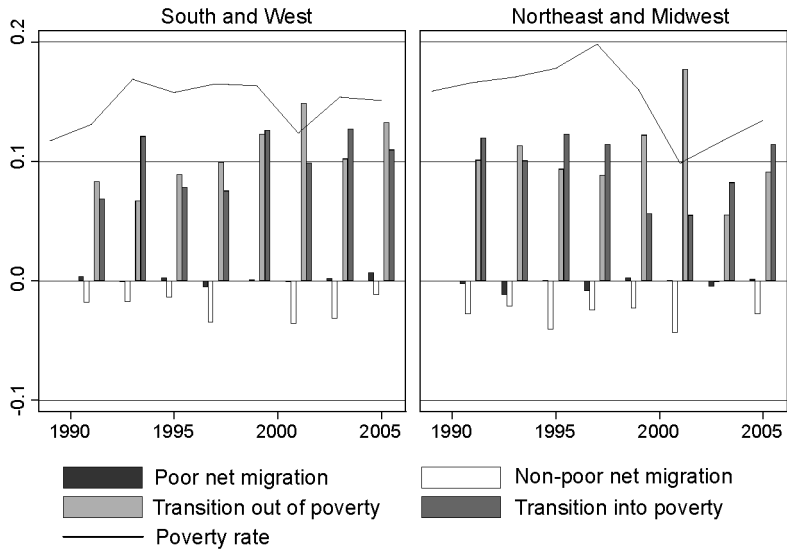 South and West
Northeast and Midwest
0.2
0.1
0.0
-0.1
1990 1995 2000 2005
1990 1995 2000 2005
Poor net migration
Non-poor net migration
Transition out of poverty
Transition into poverty
Poverty rate